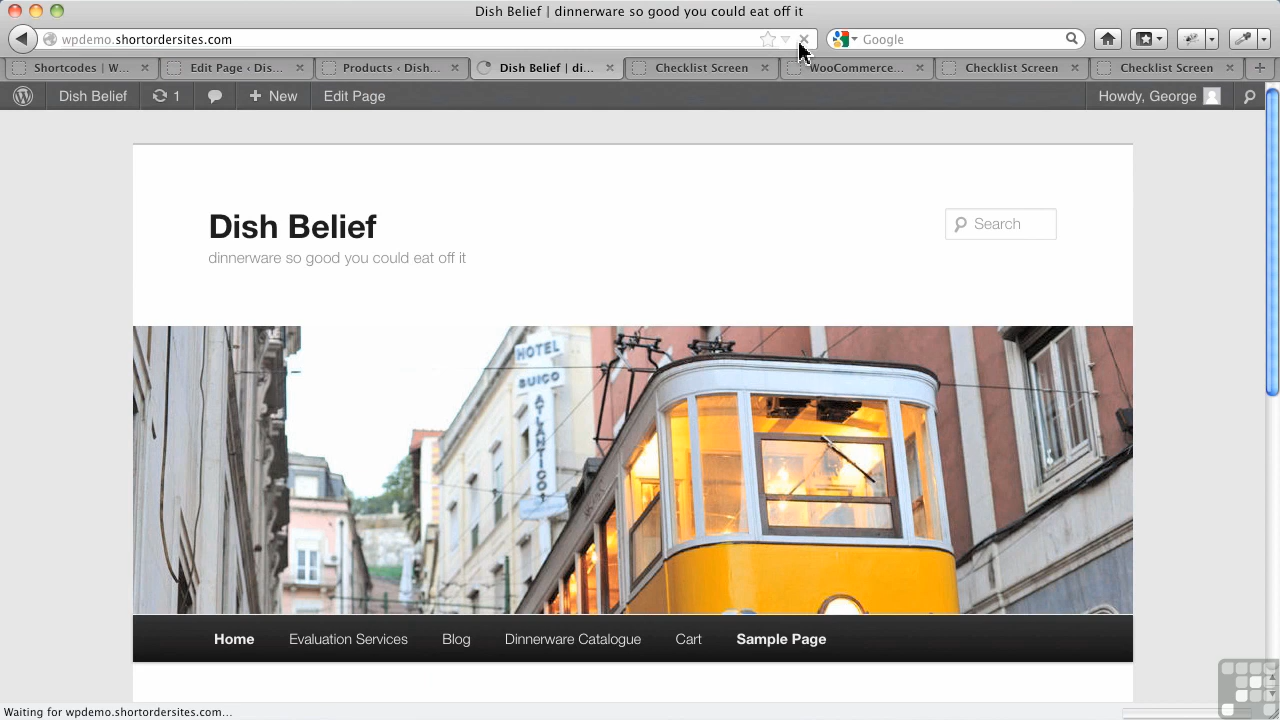 Dish Belief | dinnerware so good you could eat off it
wpdemo.shortordersites.com
Google
Shortcodes | W...
Edit Page ‹ Dis...
Products ‹ Dish...
Dish Belief | di...
Checklist Screen
WooCommerce...
Checklist Screen
Checklist Screen
Dish Belief
1
New
Edit Page
Howdy, George
Dish Belief
Search
dinnerware so good you could eat off it
HOTEL
SUIÇO
ATLANTICO
Home
Evaluation Services
Blog
Dinnerware Catalogue
Cart
Sample Page
Waiting for wpdemo.shortordersites.com...